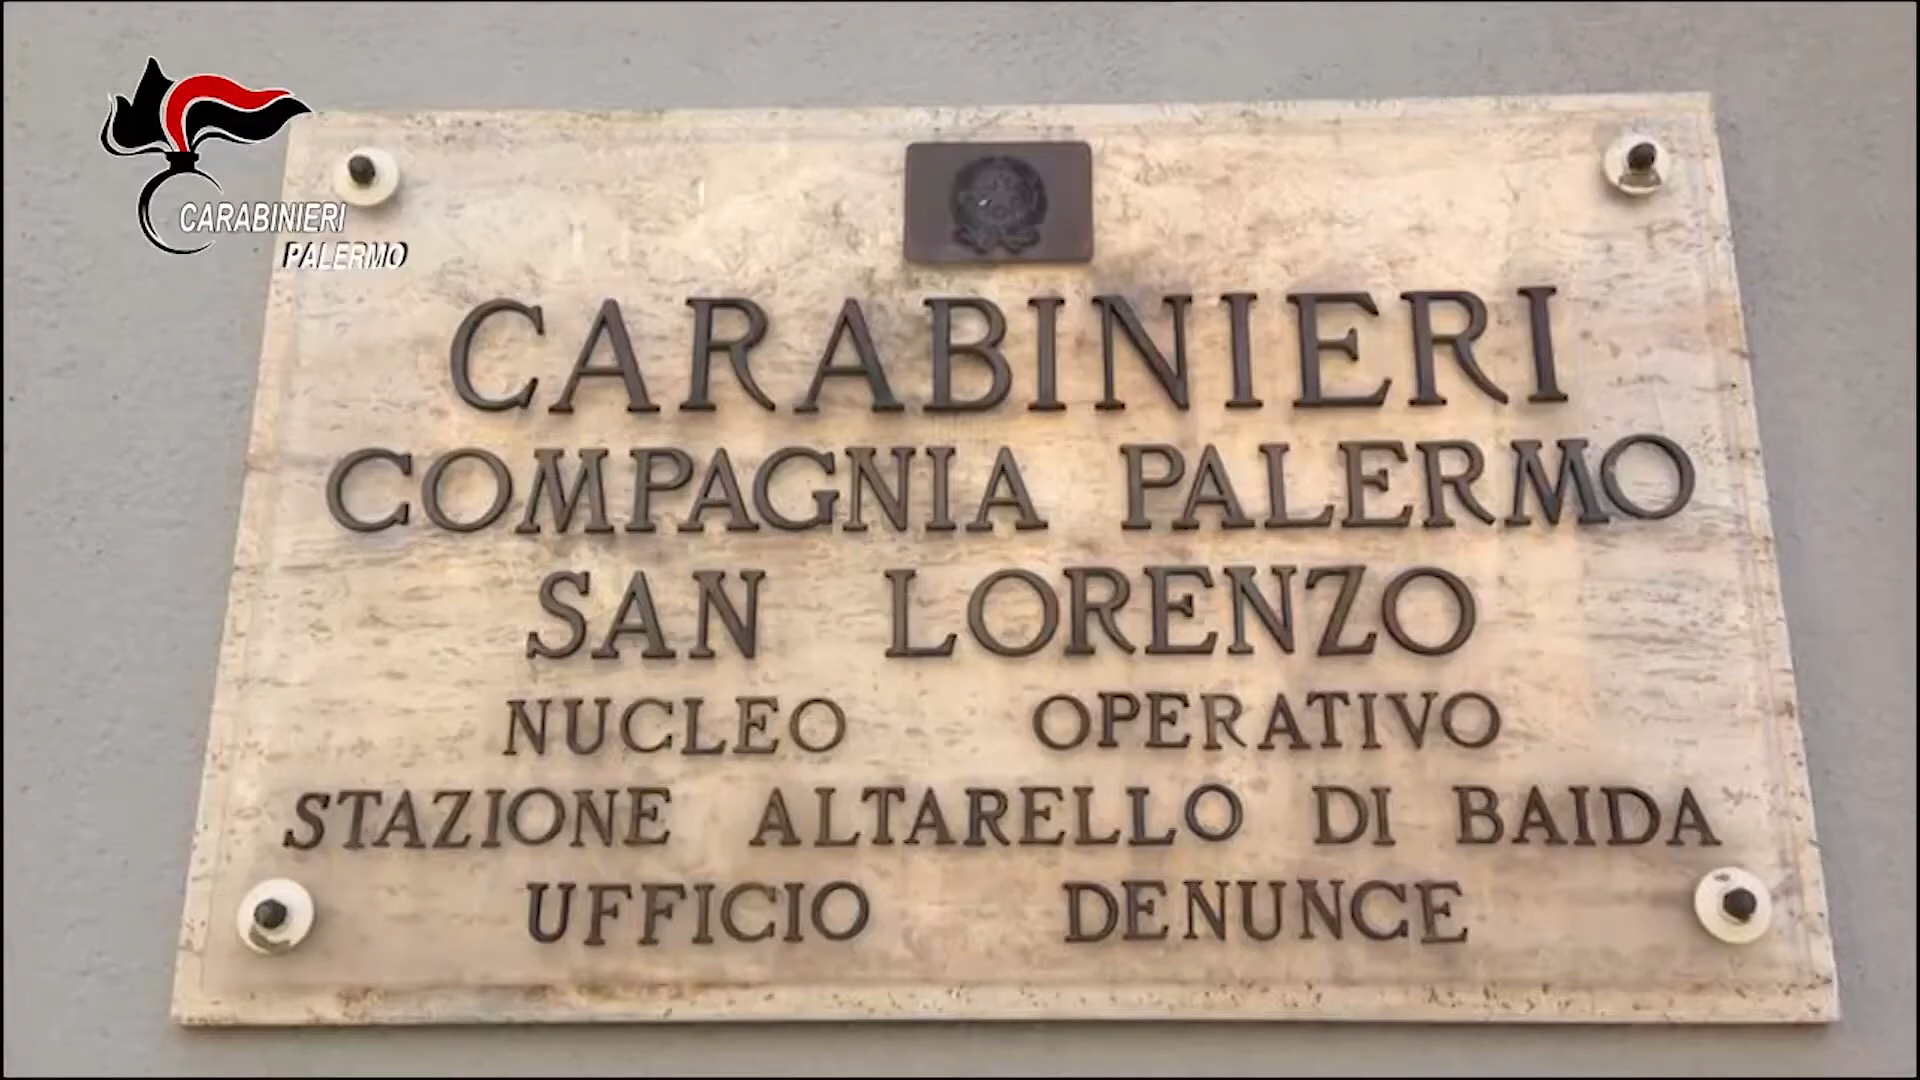 CARABINIERI
PALERMO
CARABINIERI
COMPAGNIA PALERMO
SAN LORENZO
NUCLEO OPERATIVO
STAZIONE ALTARELLO DI BAIDA
UFFICIO DENUNCE